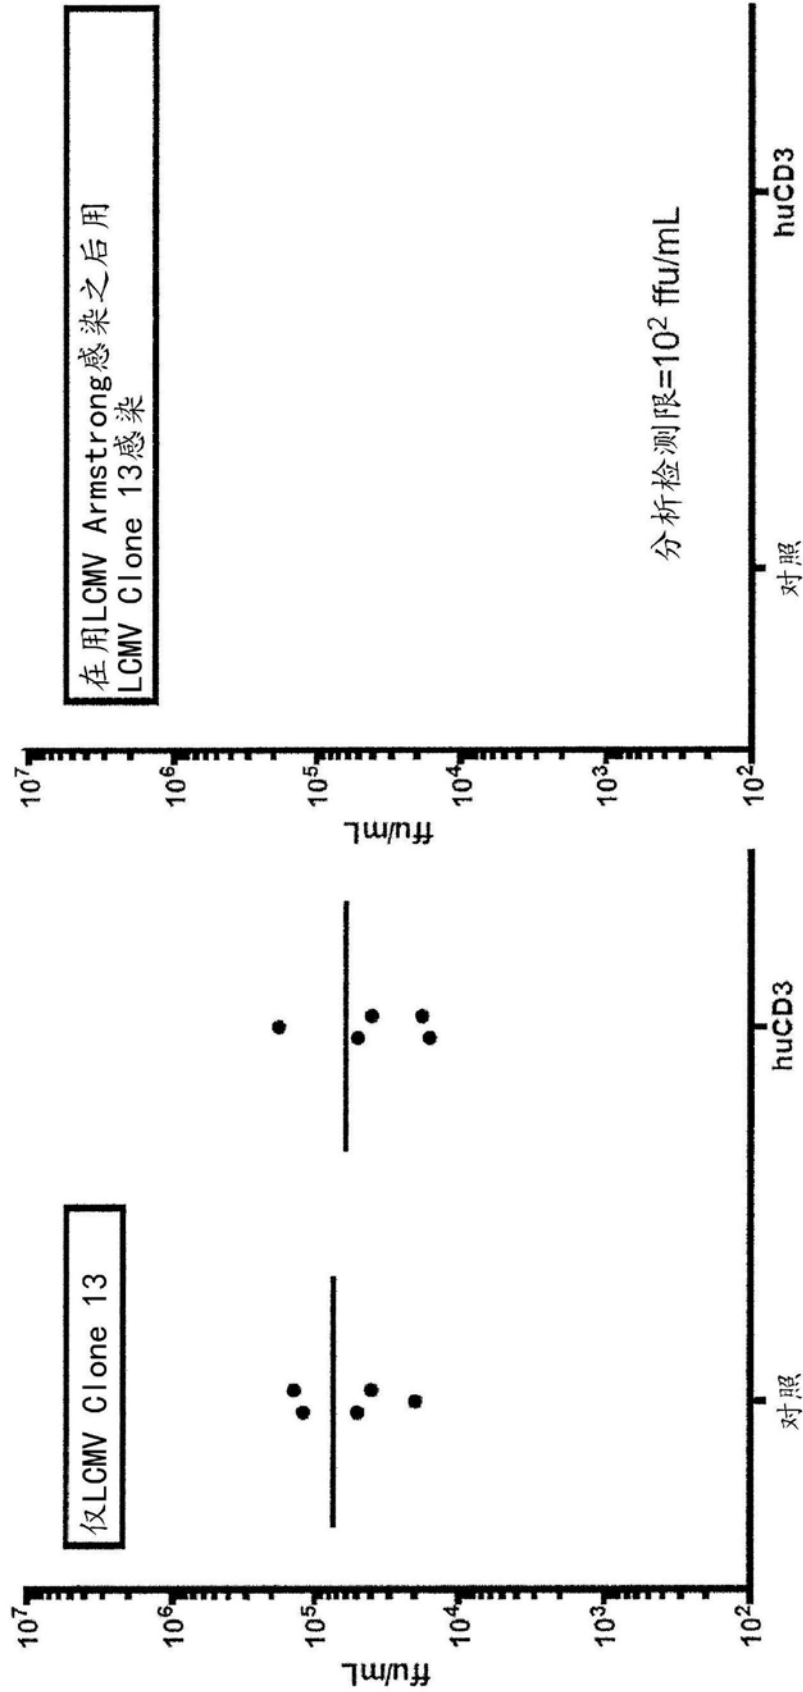 仅LCMV Clone 13
ffu/mL
10⁷
10⁶
10⁵
10⁴
10³
10²
对照
huCD3
在用LCMV Armstrong感染之后用
LCMV Clone 13感染
ffu/mL
10⁷
10⁶
10⁵
10⁴
10³
10²
分析检测限=10² ffu/mL
对照
huCD3